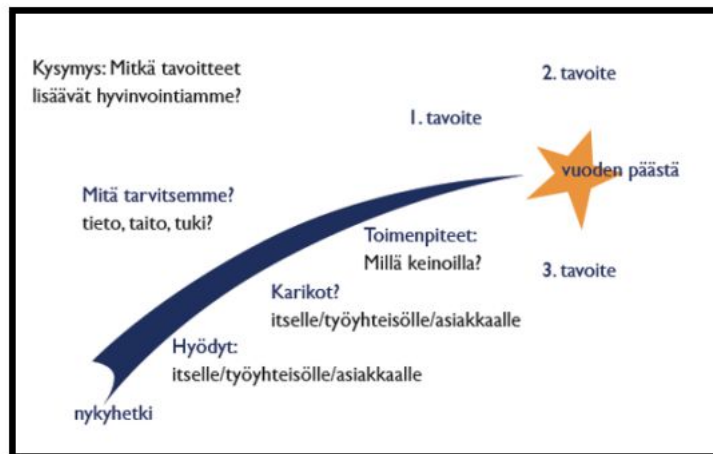 Kysymys: Mitkä tavoitteet
lisäävät hyvinvointiamme?
2. tavoite
1. tavoite
vuoden päästä
Mitä tarvitsemme?
tieto, taito, tuki?
Toimenpiteet:
Millä keinoilla?
3. tavoite
Karikot?
itselle/työyhteisölle/asiakkaalle
Hyödyt:
itselle/työyhteisölle/asiakkaalle
nykyhetki